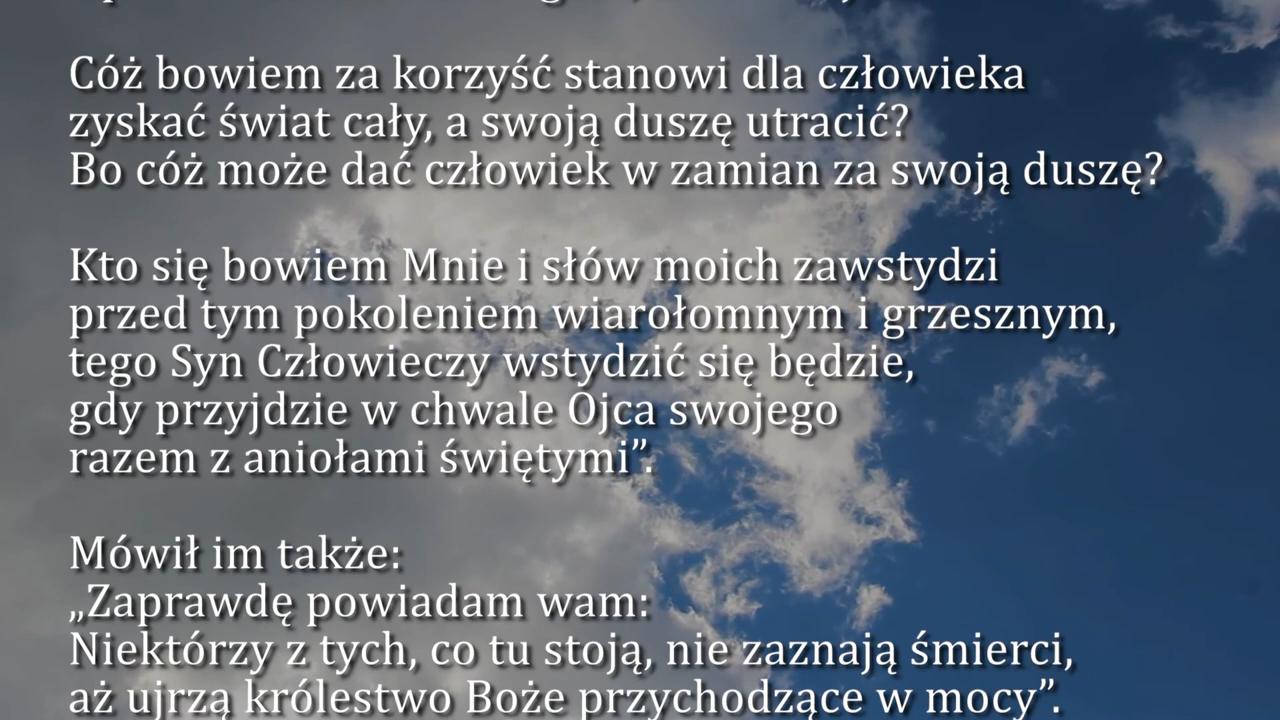 Cóż bowiem za korzyść stanowi dla człowieka
zyskać świat cały, a swoją duszę utracić?
Bo cóż może dać człowiek w zamian za swoją duszę?
Kto się bowiem Mnie i słów moich zawstydzi
przed tym pokoleniem wiarołomnym i grzesznym,
tego Syn Człowieczy wstydzić się będzie,
gdy przyjdzie w chwale Ojca swojego
razem z aniołami świętymi”.
Mówił im także:
„Zaprawdę powiadam wam:
Niektórzy z tych, co tu stoją, nie zaznają śmierci,
aż ujrzą królestwo Boże przychodzące w mocy”.